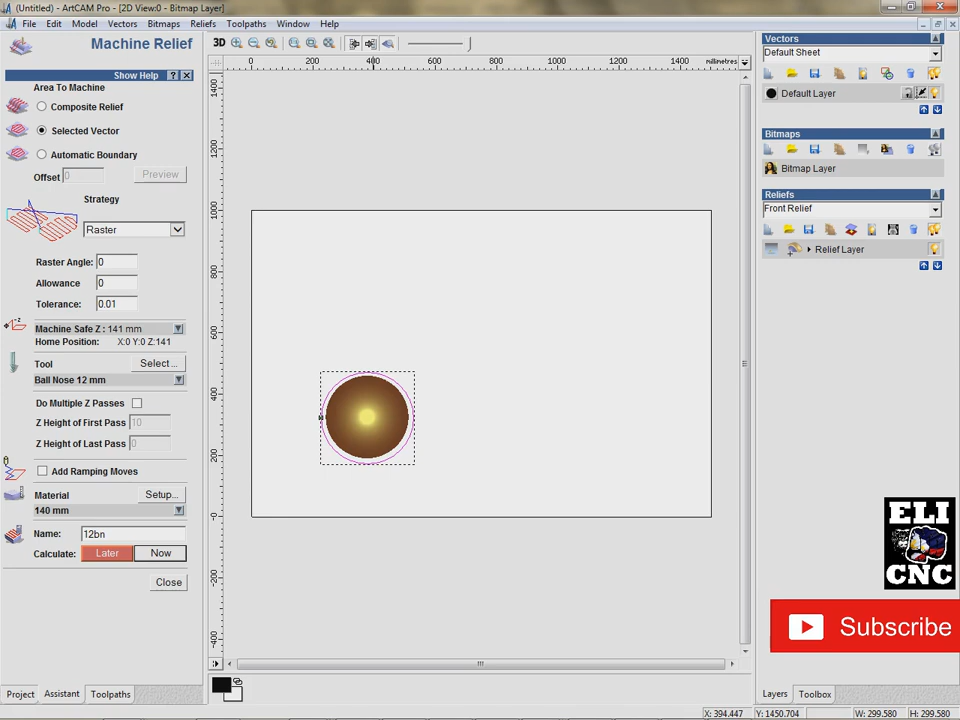 (Untitled) - ArtCAM Pro - [2D View:0 - Bitmap Layer]
File Edit Model Vectors Bitmaps Reliefs Toolpaths Window Help
Machine Relief
Show Help ? ×
Area To Machine
Composite Relief
Selected Vector
Automatic Boundary
Offset 0 Preview
Strategy
Raster
Raster Angle: 0
Allowance 0
Tolerance: 0.01
Machine Safe Z : 141 mm
Home Position: X:0 Y:0 Z:141
Tool Select ...
Ball Nose 12 mm
Do Multiple Z Passes
Z Height of First Pass 10
Z Height of Last Pass 0
Add Ramping Moves
Material Setup...
140 mm
Name: 12bn
Calculate: Later Now
Close
Project Assistant Toolpaths
3D
0 200 400 600 800 1000 1200 1400 Millimetres
1400
1200
1000
800
600
400
200
-0
-200
-400
Vectors
Default Sheet
Default Layer
Bitmaps
Bitmap Layer
Reliefs
Front Relief
Relief Layer
ELI
CNC
Subscribe
Layers Toolbox
X: 394.447 Y: 1450.704 W: 299.580 H: 299.580